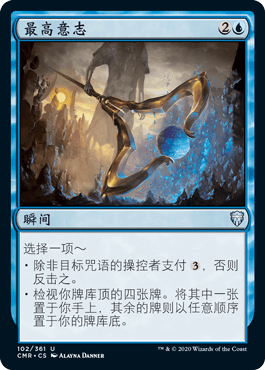 最高意志 2
瞬间
选择一项～
• 除非目标咒语的操控者支付 3，否则
反击之。
• 检视你牌库顶的四张牌。将其中一张
置于你手上，其余的牌则以任意顺序
置于你的牌库底。
102/361 U
CMR • CS ALAYNA DANNER
™ & © 2020 Wizards of the Coast